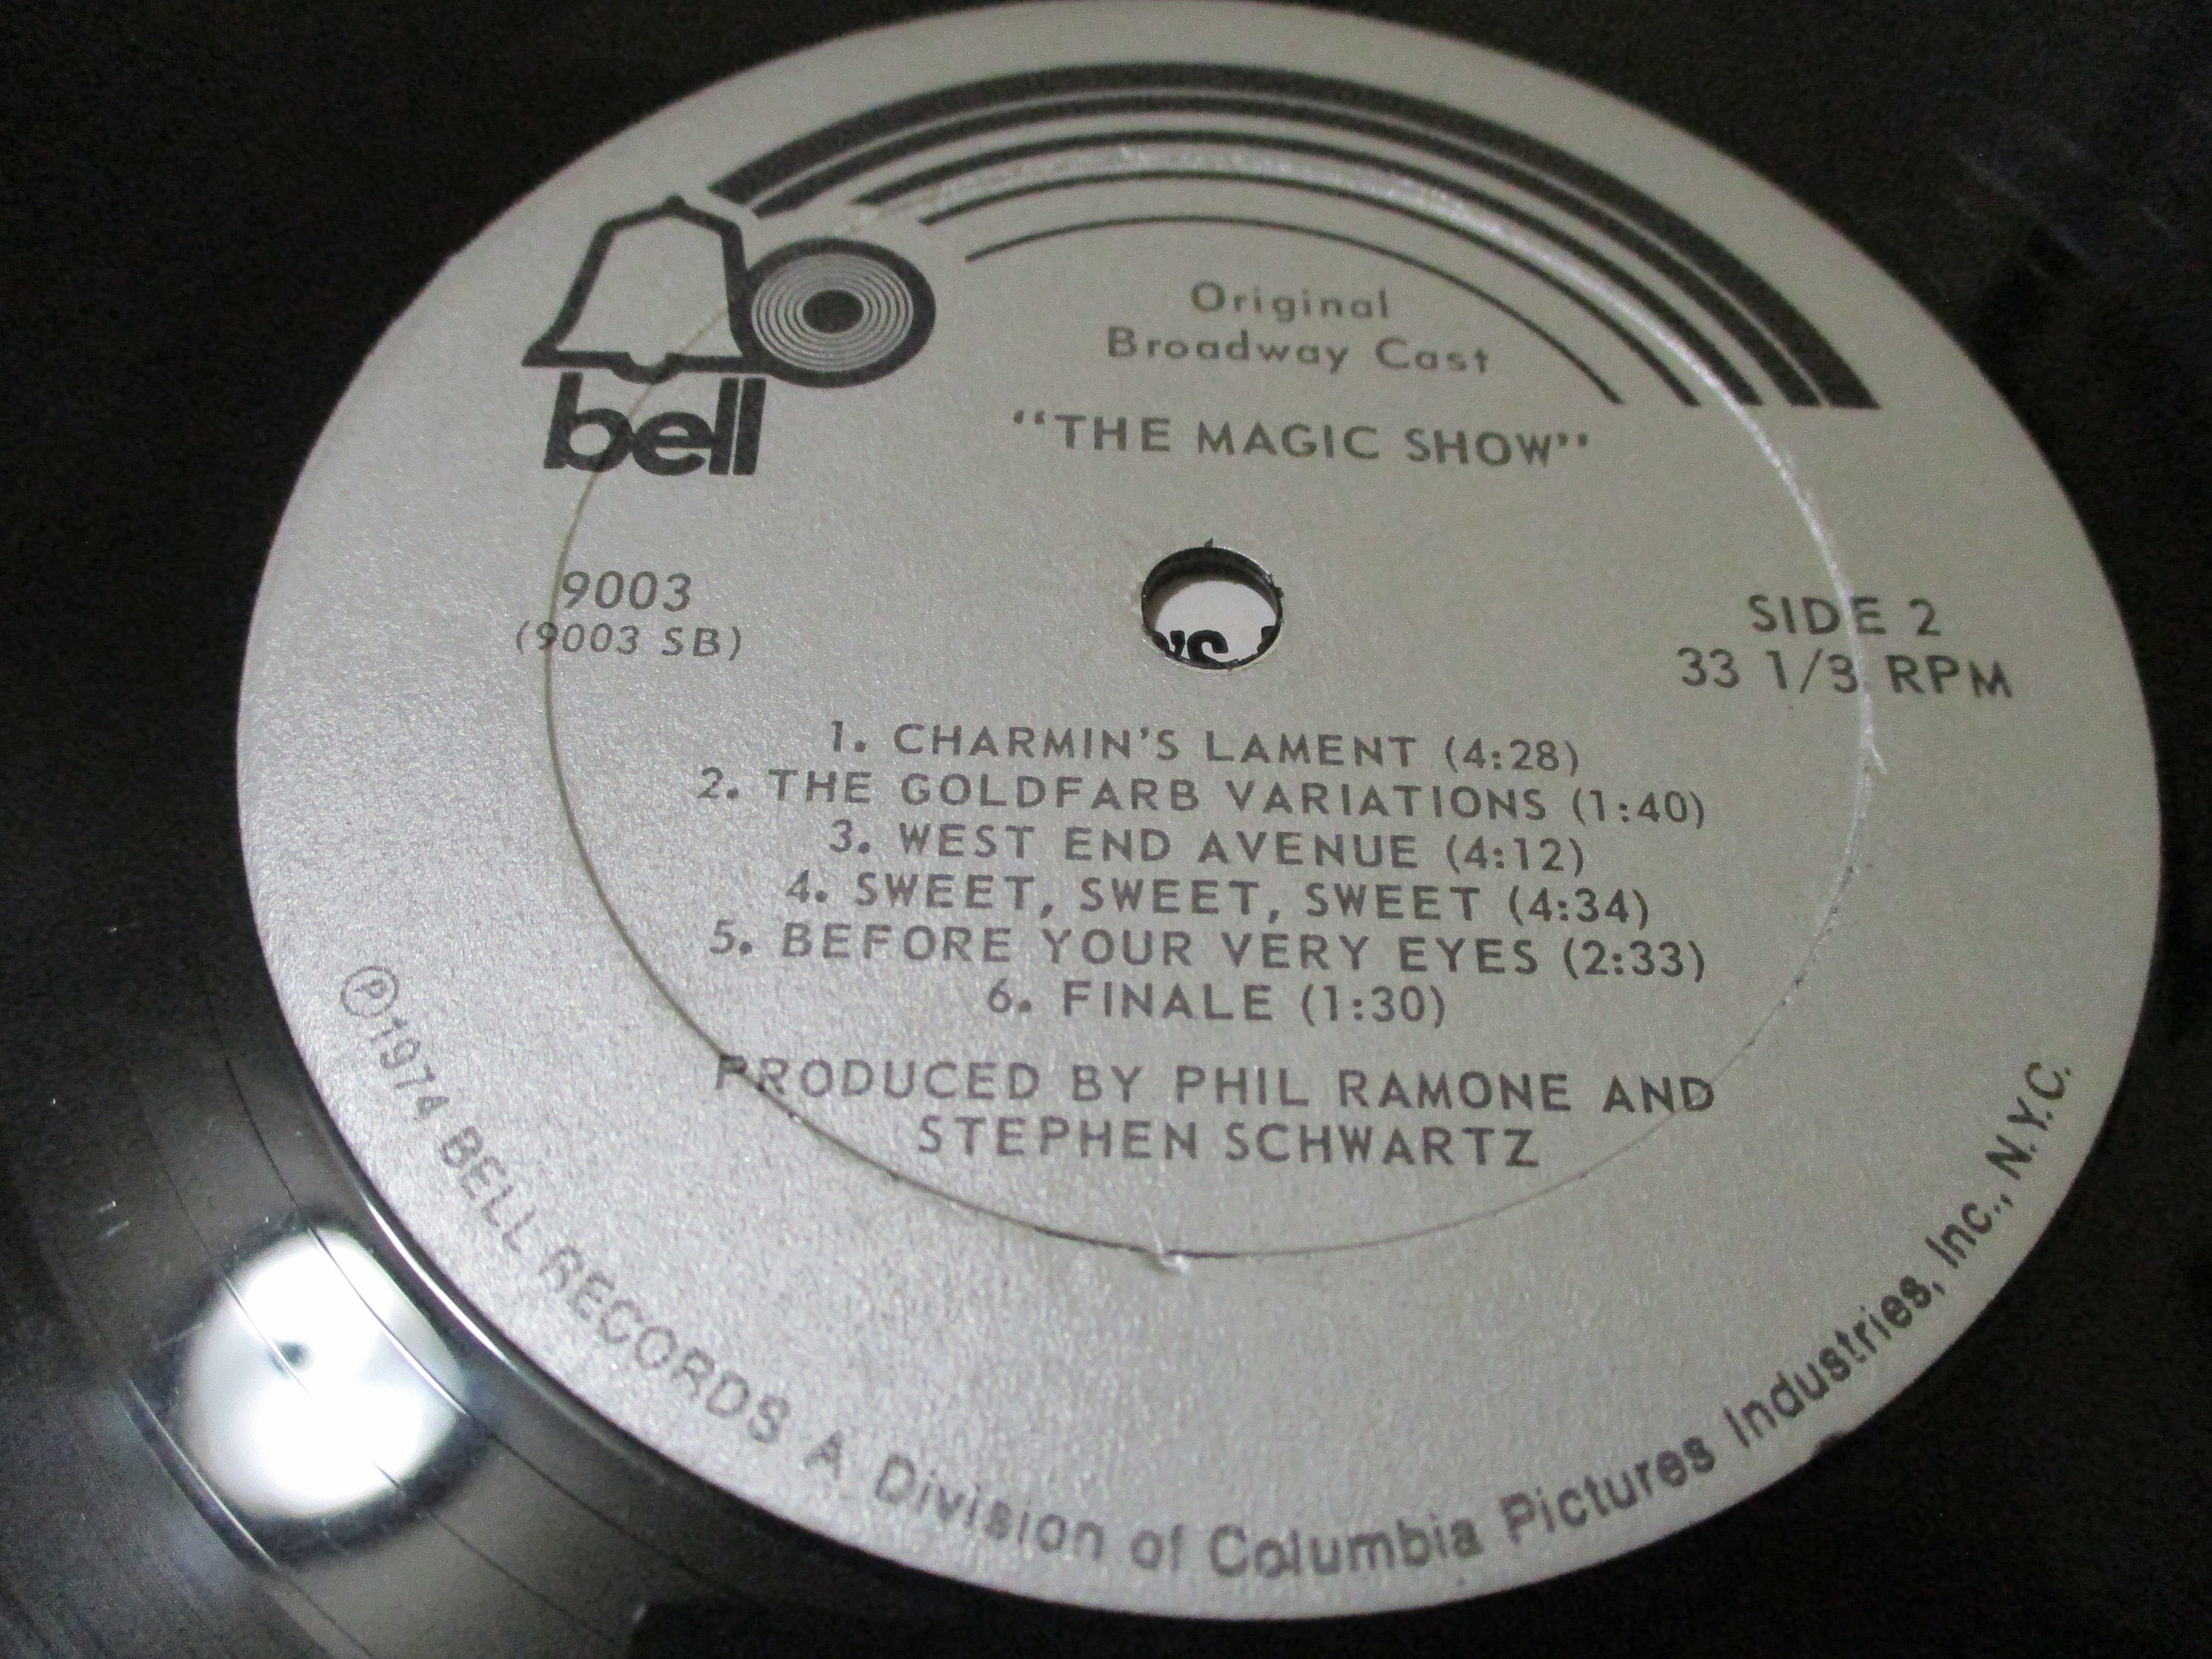 bell
Original
Broadway Cast
"THE MAGIC SHOW"
9003
(9003 SB)
SIDE 2
33 1/3 RPM
1. CHARMIN'S LAMENT (4:28)
2. THE GOLDFARB VARIATIONS (1:40)
3. WEST END AVENUE (4:12)
4. SWEET, SWEET, SWEET (4:34)
5. BEFORE YOUR VERY EYES (2:33)
6. FINALE (1:30)
PRODUCED BY PHIL RAMONE AND
STEPHEN SCHWARTZ
℗1974 BELL RECORDS A Division of Columbia Pictures Industries, Inc., N.Y.C.